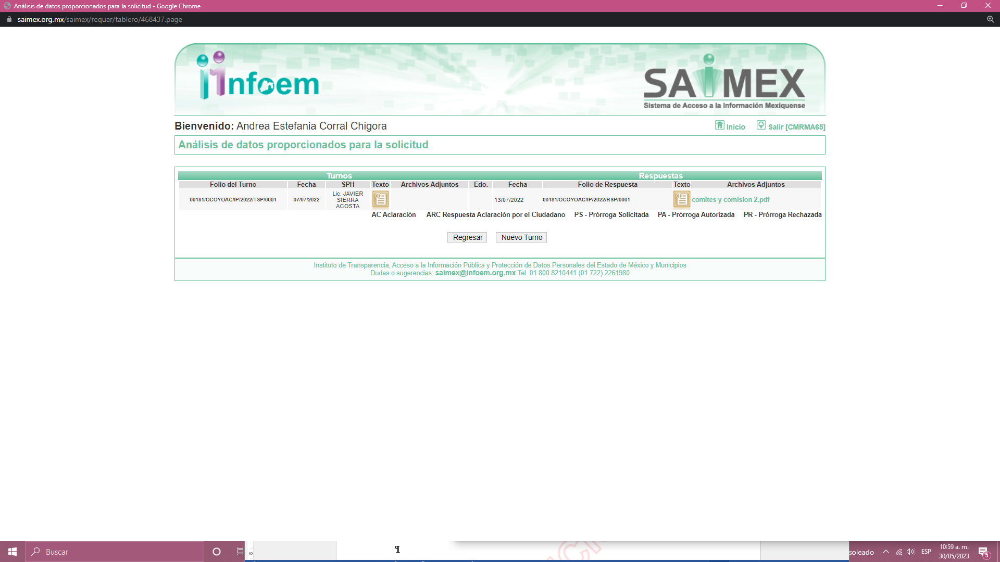 Análisis de datos proporcionados para la solicitud - Google Chrome
saimex.org.mx/saimex/requer/tablero/468437.page
infoem
SAIMEX
Sistema de Acceso a la Información Mexiquense
Bienvenido: Andrea Estefania Corral Chigora
Inicio Salir [CMRMA65]
Análisis de datos proporcionados para la solicitud
Turnos Respuestas
Folio del Turno Fecha SPH Texto Archivos Adjuntos Edo. Fecha Folio de Respuesta Texto Archivos Adjuntos
00181/OCOYOAC/IP/2022/TSP/0001 07/07/2022 Lic. JAVIER SIERRA ACOSTA 13/07/2022 00181/OCOYOAC/IP/2022/RSP/0001 comites y comision 2.pdf
AC Aclaración ARC Respuesta Aclaración por el Ciudadano PS - Prórroga Solicitada PA - Prórroga Autorizada PR - Prórroga Rechazada
Regresar Nuevo Turno
Instituto de Transparencia, Acceso a la Información Pública y Protección de Datos Personales del Estado de México y Municipios
Dudas o sugerencias: saimex@infoem.org.mx Tel. 01 800 8210441 (01 722) 2261980
Buscar
8
¶
soleado
ESP
10:59 a. m.
30/05/2023
5